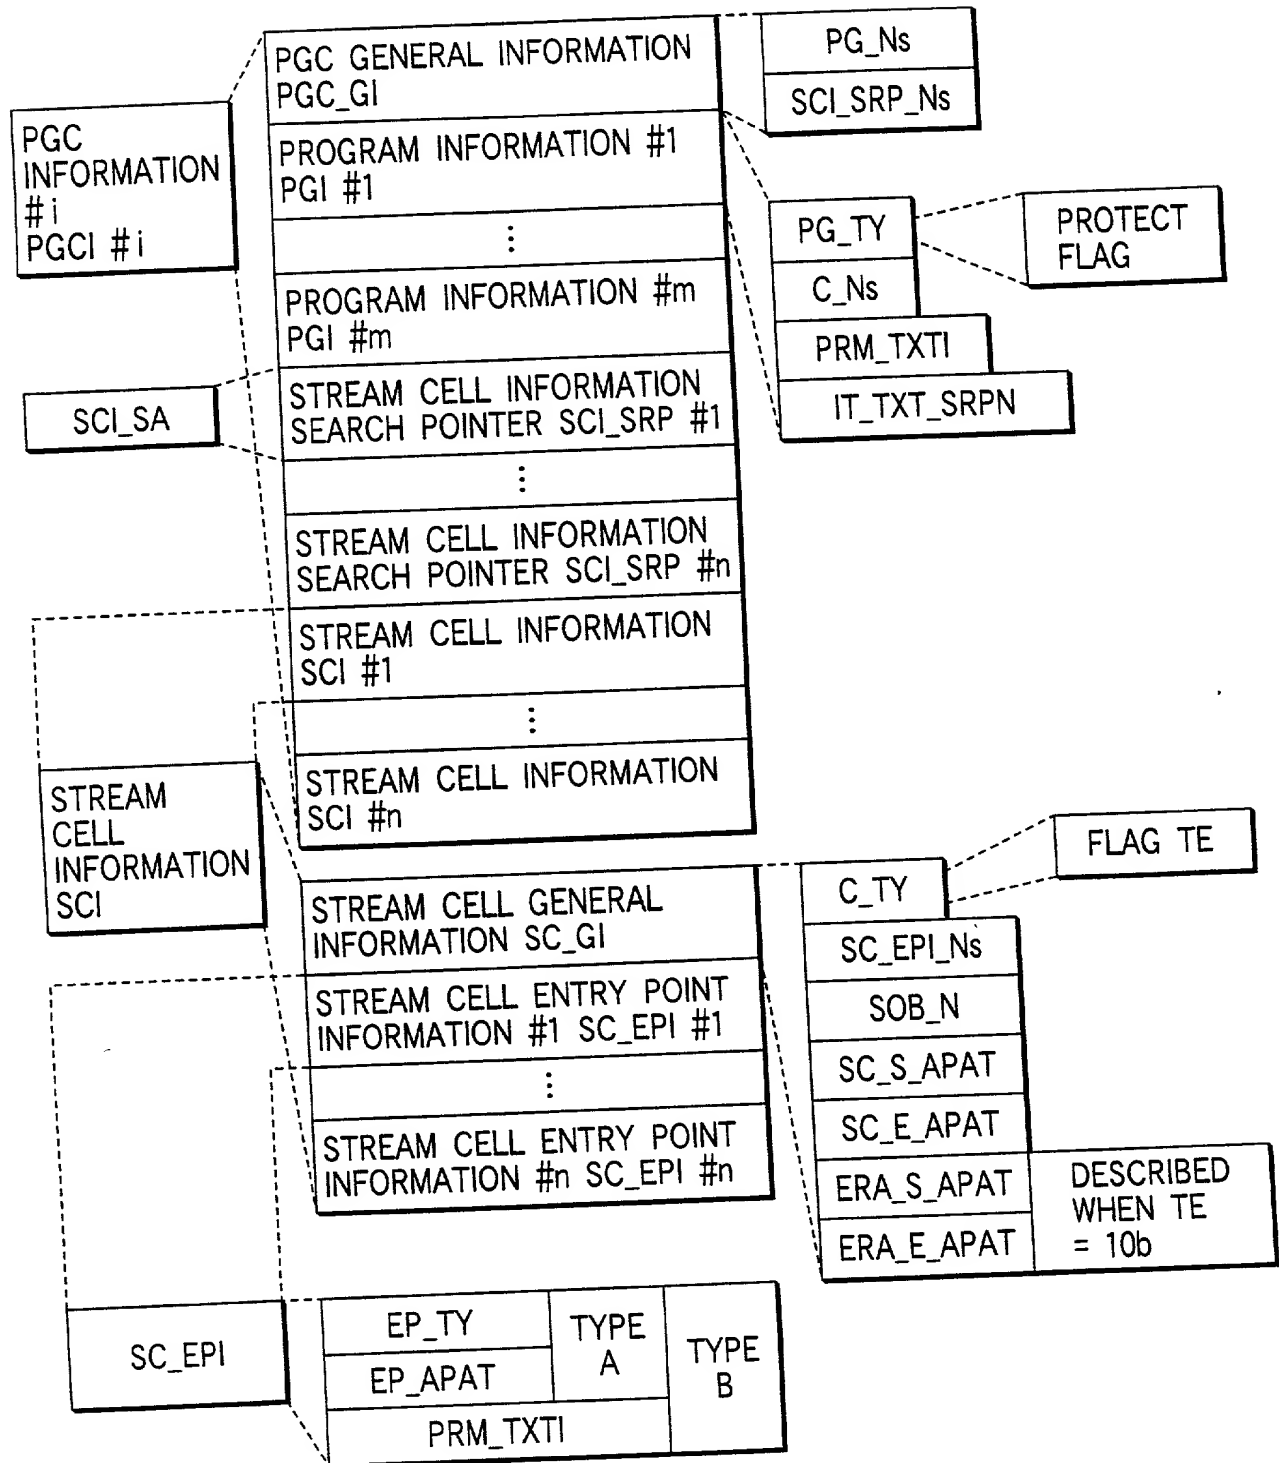 PGC
INFORMATION
#i
PGCI #i
PGC GENERAL INFORMATION
PGC_GI
PROGRAM INFORMATION #1
PGI #1
⋮
PROGRAM INFORMATION #m
PGI #m
STREAM CELL INFORMATION
SEARCH POINTER SCI_SRP #1
⋮
STREAM CELL INFORMATION
SEARCH POINTER SCI_SRP #n
STREAM CELL INFORMATION
SCI #1
⋮
STREAM CELL INFORMATION
SCI #n
PG_Ns
SCI_SRP_Ns
PG_TY
C_Ns
PRM_TXTI
IT_TXT_SRPN
PROTECT
FLAG
SCI_SA
STREAM
CELL
INFORMATION
SCI
STREAM CELL GENERAL
INFORMATION SC_GI
STREAM CELL ENTRY POINT
INFORMATION #1 SC_EPI #1
⋮
STREAM CELL ENTRY POINT
INFORMATION #n SC_EPI #n
C_TY
SC_EPI_Ns
SOB_N
SC_S_APAT
SC_E_APAT
ERA_S_APAT
ERA_E_APAT
DESCRIBED
WHEN TE
= 10b
FLAG TE
SC_EPI
EP_TY
EP_APAT
PRM_TXTI
TYPE
A
TYPE
B